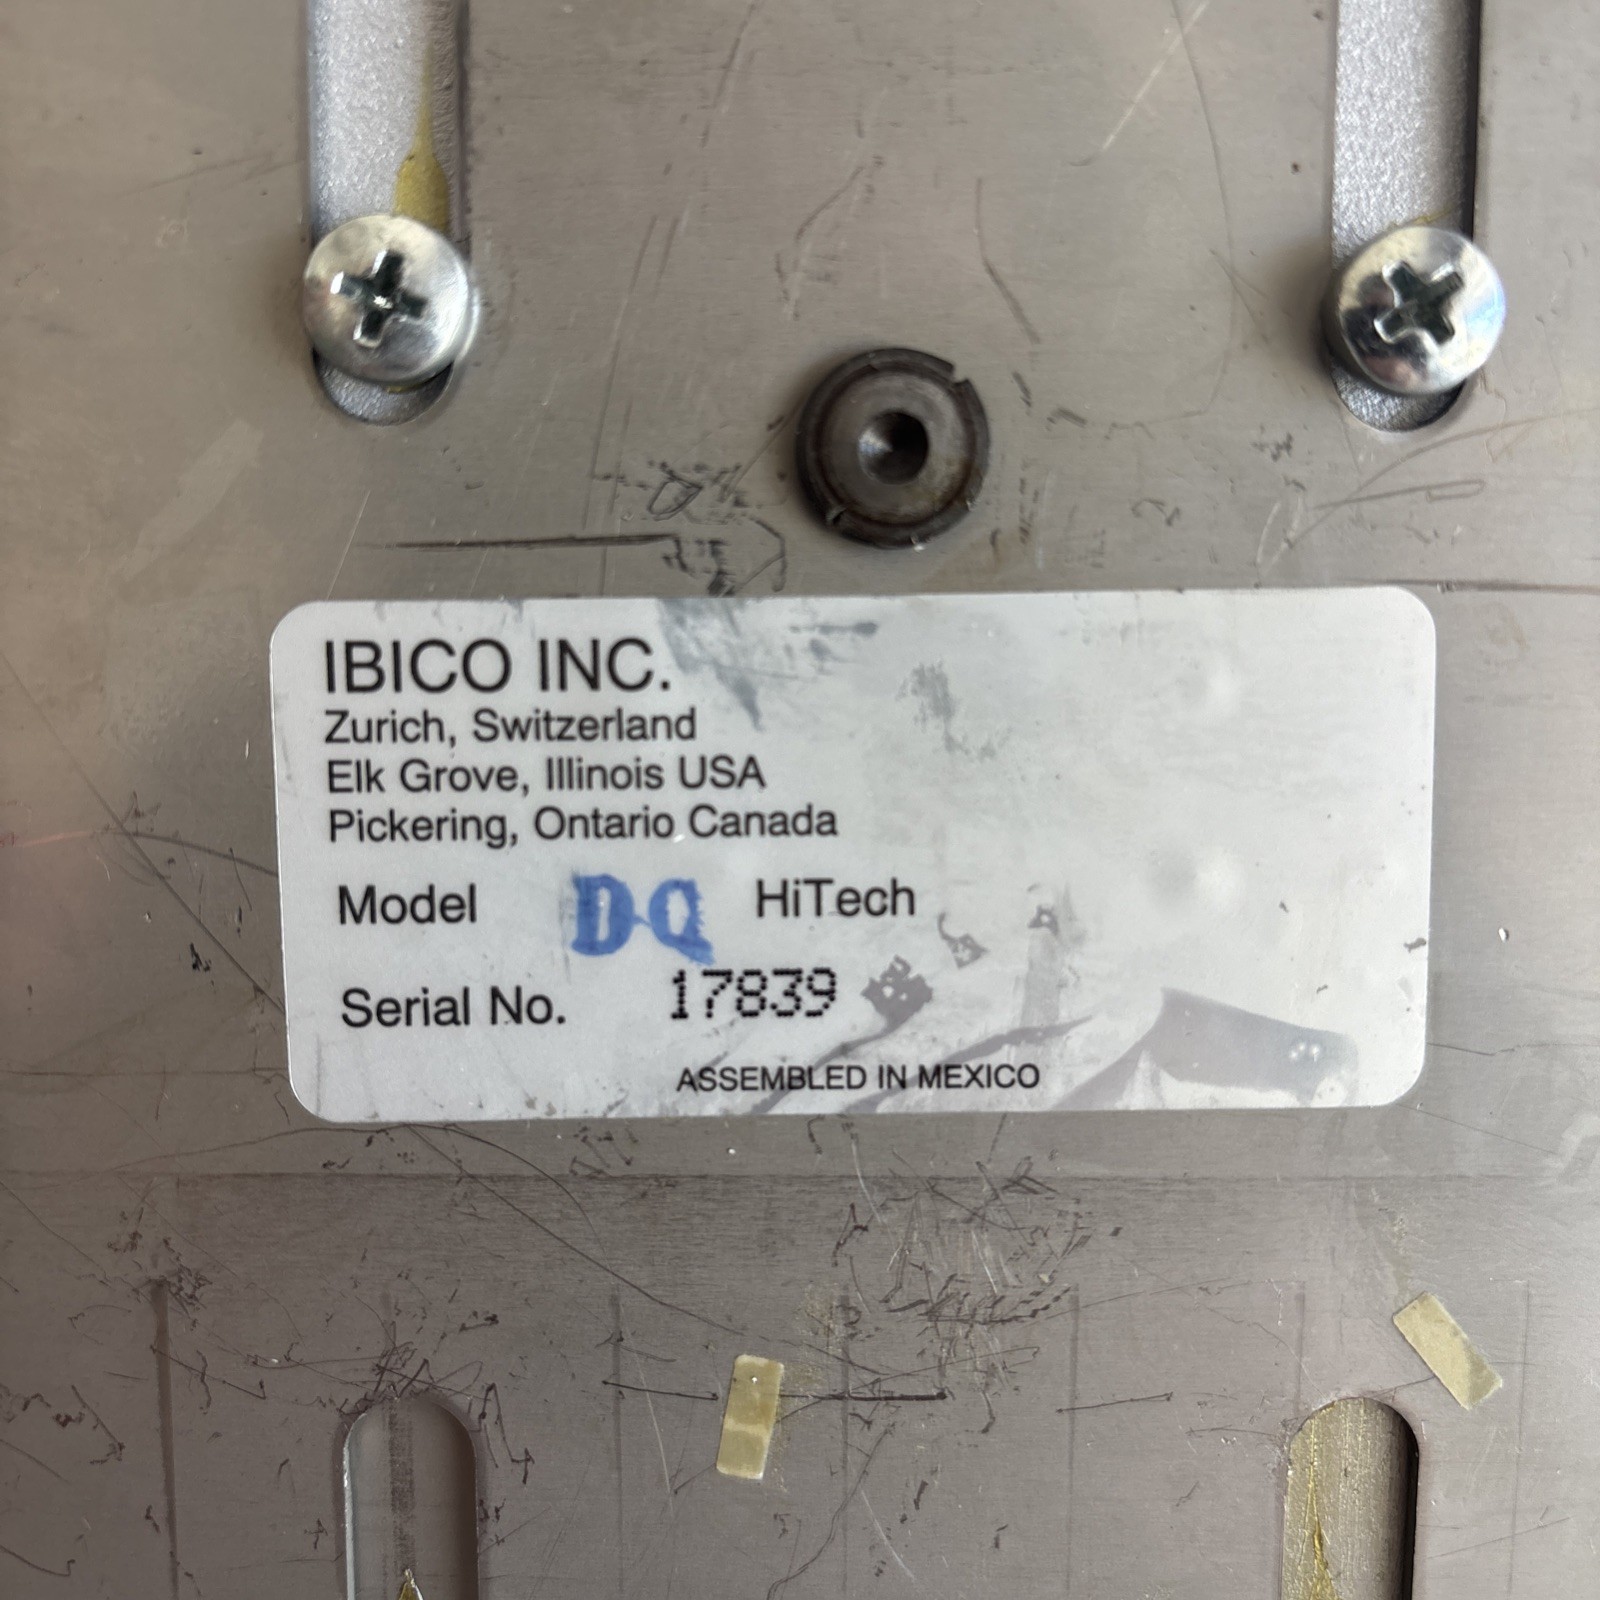 IBICO INC.
Zurich, Switzerland
Elk Grove, Illinois USA
Pickering, Ontario Canada
Model DQ HiTech
Serial No. 17839
ASSEMBLED IN MEXICO